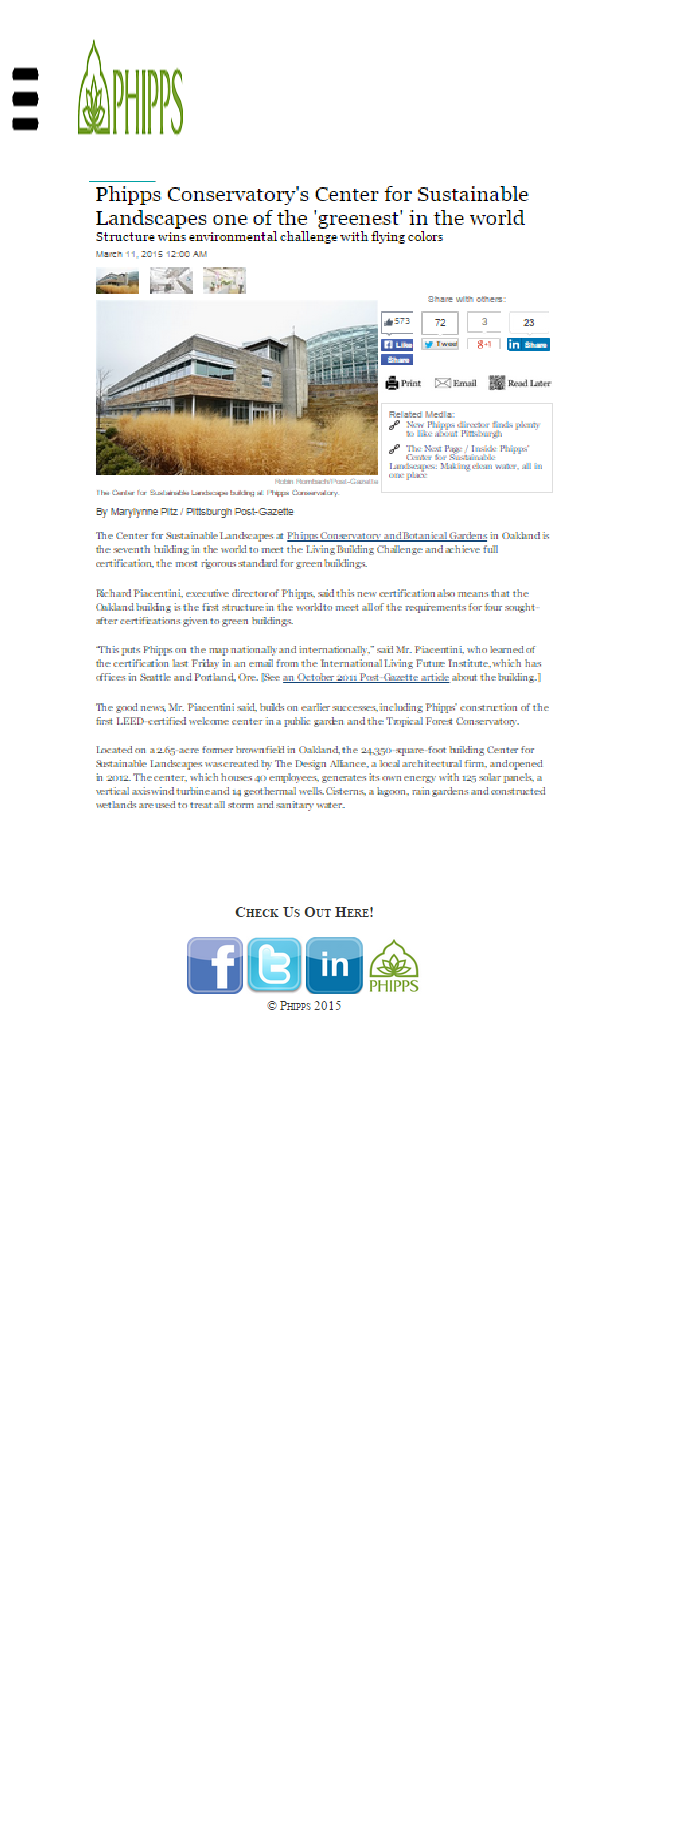 PHIPPS
Phipps Conservatory's Center for Sustainable
Landscapes one of the 'greenest' in the world
Structure wins environmental challenge with flying colors
March 11, 2015 12:00 AM
Share with others:
573
72
3
23
Like
Tweet
g+1
in Share
Share
Print
Email
Read Later
Related Media:
New Phipps director finds plenty
to like about Pittsburgh
The Next Page / Inside Phipps'
Center for Sustainable
Landscapes: Making clean water, all in
one place
Robin Rombach/Post-Gazette
The Center for Sustainable Landscape building at Phipps Conservatory.
By Marylynne Pitz / Pittsburgh Post-Gazette
The Center for Sustainable Landscapes at Phipps Conservatory and Botanical Gardens in Oakland is
the seventh building in the world to meet the Living Building Challenge and achieve full
certification, the most rigorous standard for green buildings.
Richard Piacentini, executive director of Phipps, said this new certification also means that the
Oakland building is the first structure in the world to meet all of the requirements for four sought-
after certifications given to green buildings.
“This puts Phipps on the map nationally and internationally,” said Mr. Piacentini, who learned of
the certification last Friday in an email from the International Living Future Institute, which has
offices in Seattle and Portland, Ore. [See an October 2011 Post-Gazette article about the building.]
The good news, Mr. Piacentini said, builds on earlier successes, including Phipps' construction of the
first LEED-certified welcome center in a public garden and the Tropical Forest Conservatory.
Located on a 2.65-acre former brownfield in Oakland, the 24,350-square-foot building Center for
Sustainable Landscapes was created by The Design Alliance, a local architectural firm, and opened
in 2012. The center, which houses 40 employees, generates its own energy with 125 solar panels, a
vertical axis wind turbine and 14 geothermal wells. Cisterns, a lagoon, rain gardens and constructed
wetlands are used to treat all storm and sanitary water.
Check Us Out Here!
f
t
in
PHIPPS
© Phipps 2015